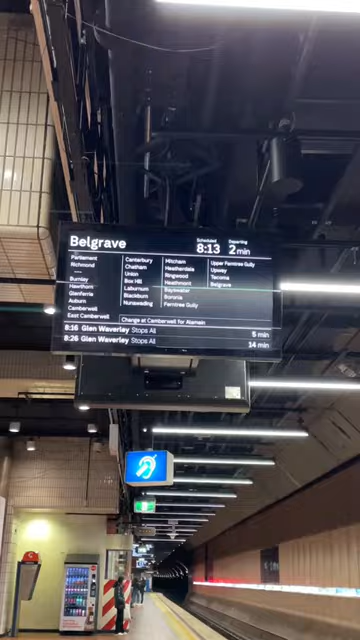 Belgrave
Scheduled
8:13
Departing
2 min
Parliament
Richmond
---
Burnley
Hawthorn
Glenferrie
Auburn
Camberwell
East Camberwell
Canterbury
Chatham
Union
Box Hill
Laburnum
Blackburn
Nunawading
Mitcham
Heatherdale
Ringwood
Heathmont
Bayswater
Boronia
Ferntree Gully
Upper Ferntree Gully
Upwey
Tecoma
Belgrave
Change at Camberwell for Alamein
8:16 Glen Waverley Stops All 5 min
8:26 Glen Waverley Stops All 14 min